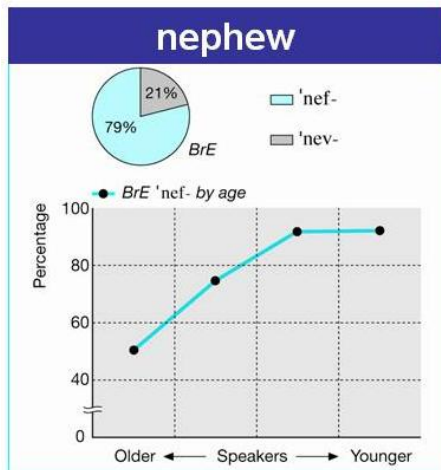 nephew
21%
79%
BrE
ˈnef-
ˈnev-
BrE ˈnef- by age
Percentage
100
80
60
40
0
Older ← Speakers → Younger